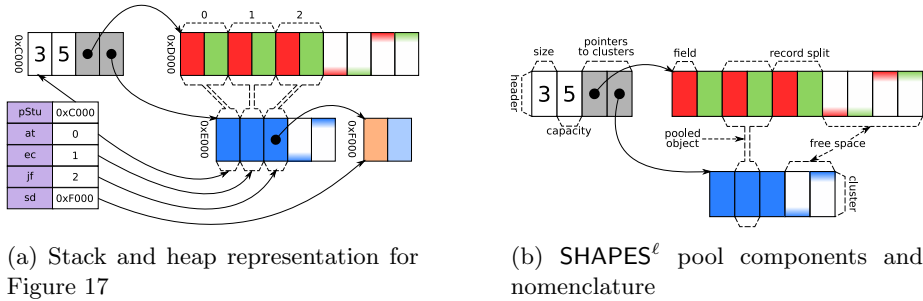 0 1 2
0xC000
3 5
0xD000
0xE000
0xF000
pStu 0xC000
at 0
ec 1
jf 2
sd 0xF000
(a) Stack and heap representation for
Figure 17
size
pointers
to clusters
field
record split
header
3 5
capacity
pooled
object
free space
cluster
(b) SHAPESℓ pool components and
nomenclature